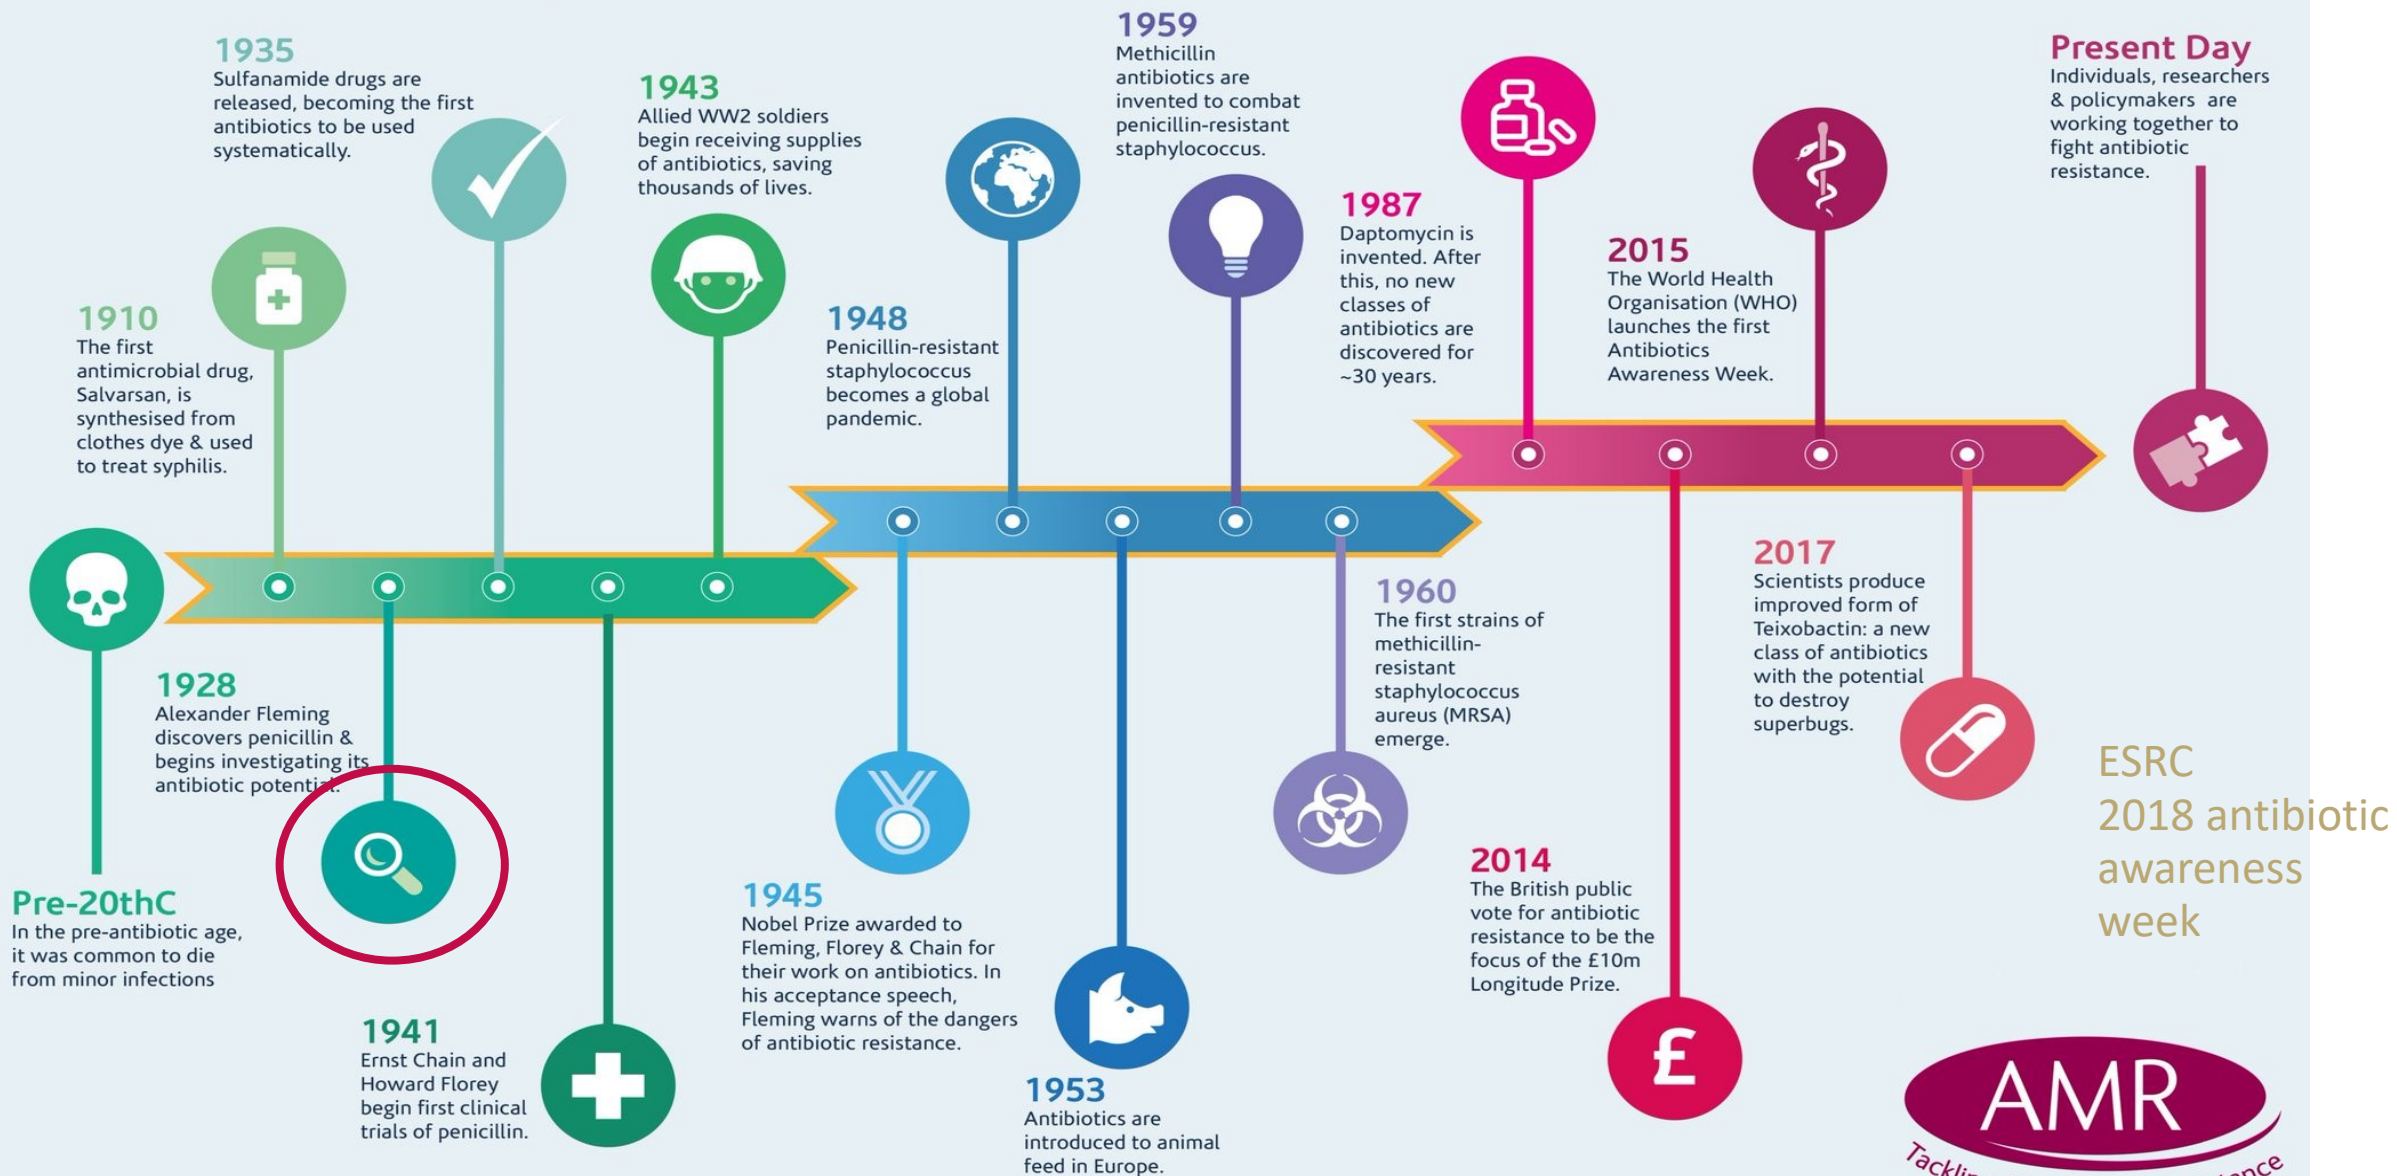 Pre-20thC
In the pre-antibiotic age,
it was common to die
from minor infections
1910
The first
antimicrobial drug,
Salvarsan, is
synthesised from
clothes dye & used
to treat syphilis.
1928
Alexander Fleming
discovers penicillin &
begins investigating its
antibiotic potential.
1935
Sulfanamide drugs are
released, becoming the first
antibiotics to be used
systematically.
1941
Ernst Chain and
Howard Florey
begin first clinical
trials of penicillin.
1943
Allied WW2 soldiers
begin receiving supplies
of antibiotics, saving
thousands of lives.
1945
Nobel Prize awarded to
Fleming, Florey & Chain for
their work on antibiotics. In
his acceptance speech,
Fleming warns of the dangers
of antibiotic resistance.
1948
Penicillin-resistant
staphylococcus
becomes a global
pandemic.
1953
Antibiotics are
introduced to animal
feed in Europe.
1959
Methicillin
antibiotics are
invented to combat
penicillin-resistant
staphylococcus.
1960
The first strains of
methicillin-
resistant
staphylococcus
aureus (MRSA)
emerge.
1987
Daptomycin is
invented. After
this, no new
classes of
antibiotics are
discovered for
~30 years.
2014
The British public
vote for antibiotic
resistance to be the
focus of the £10m
Longitude Prize.
£
2015
The World Health
Organisation (WHO)
launches the first
Antibiotics
Awareness Week.
2017
Scientists produce
improved form of
Teixobactin: a new
class of antibiotics
with the potential
to destroy
superbugs.
Present Day
Individuals, researchers
& policymakers are
working together to
fight antibiotic
resistance.
ESRC
2018 antibiotic
awareness
week
AMR